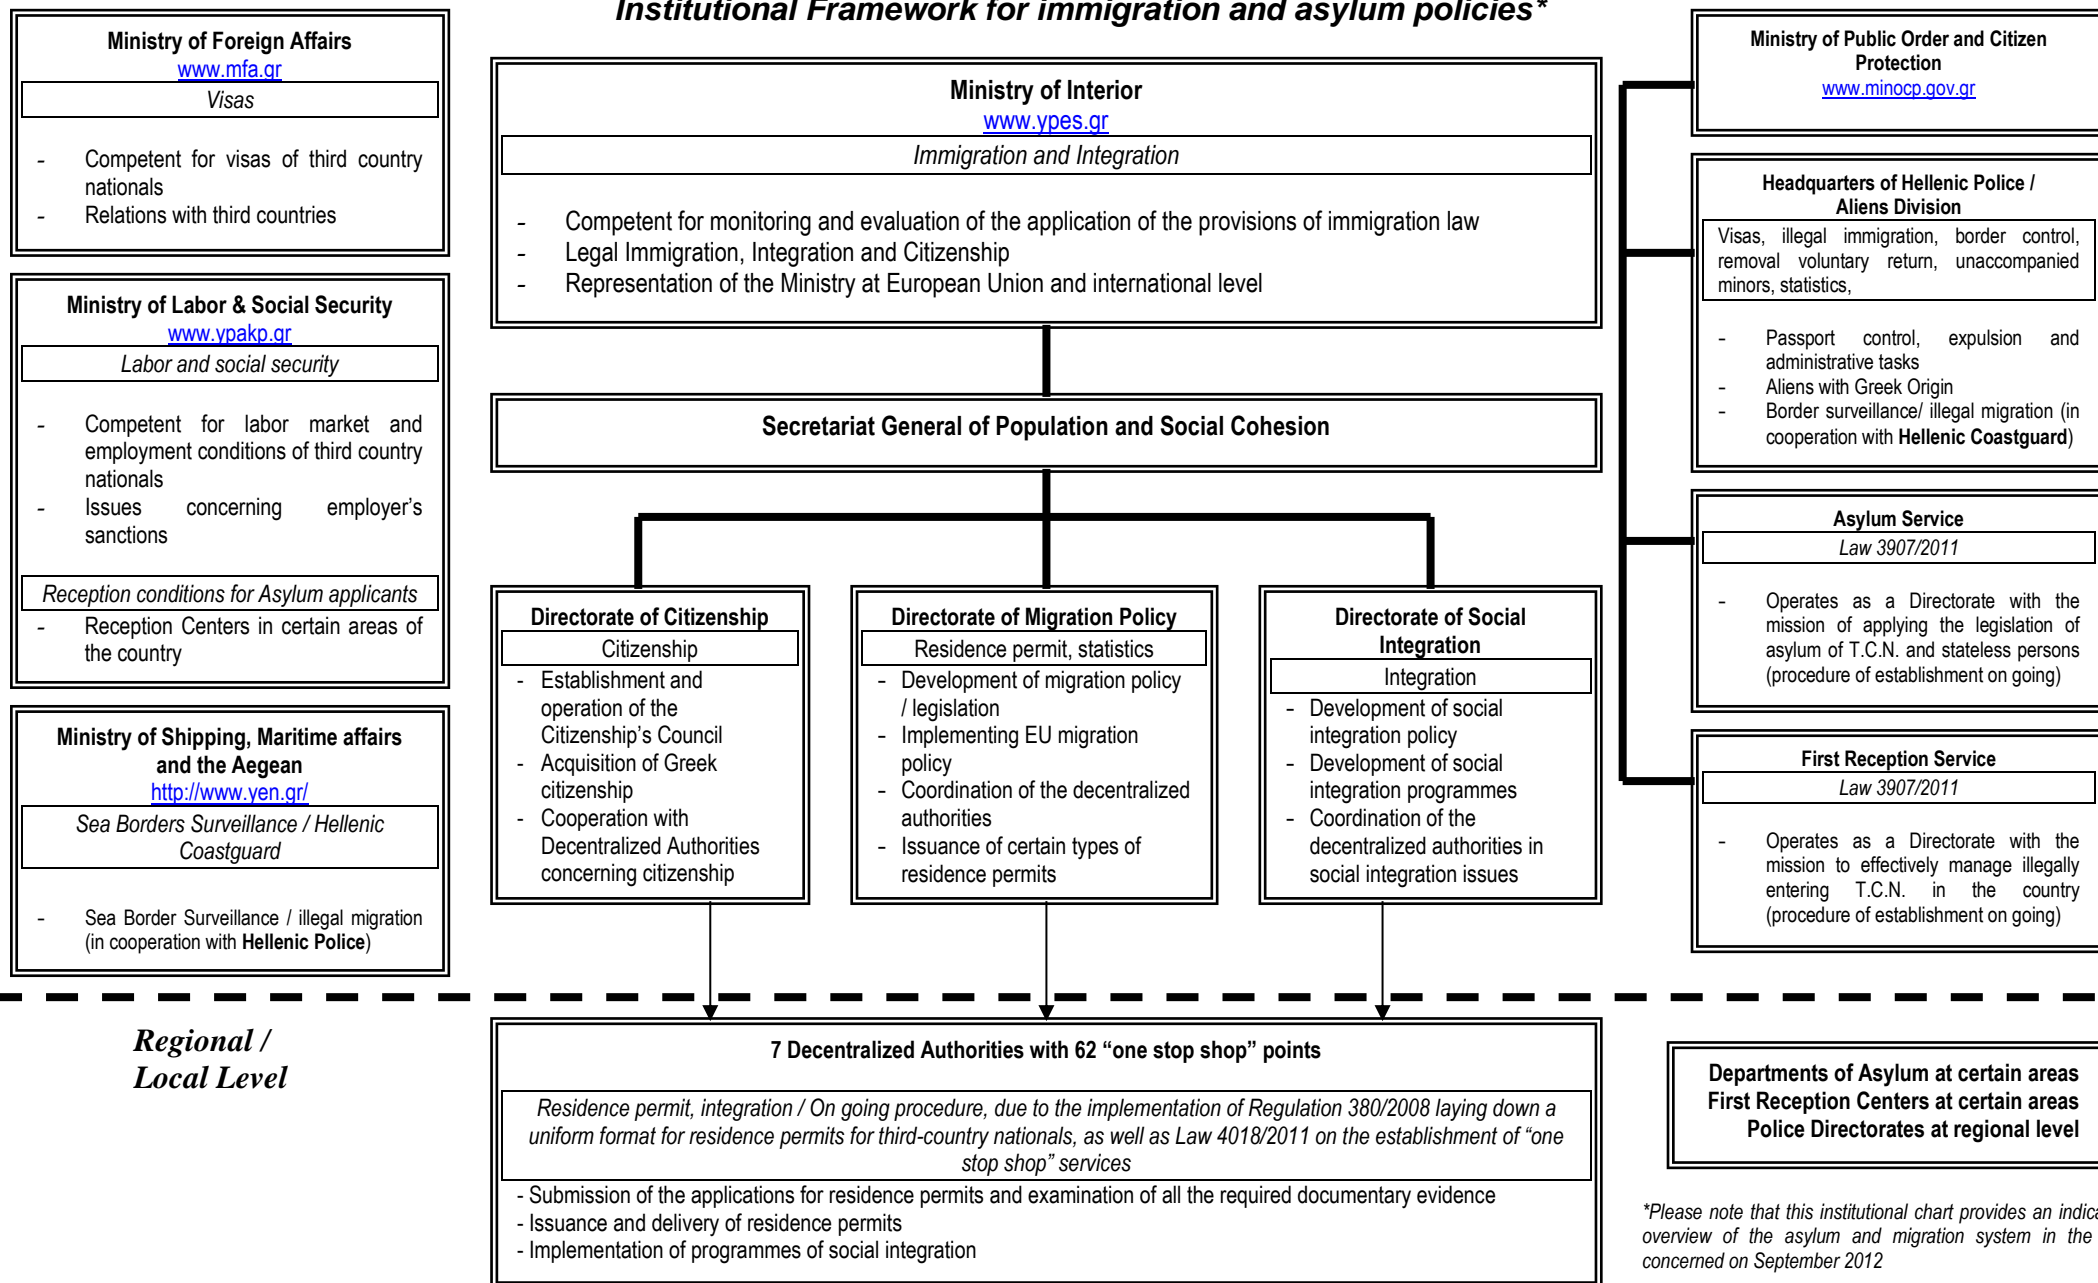 Institutional Framework for immigration and asylum policies*
Ministry of Foreign Affairs
www.mfa.gr
Visas
- Competent for visas of third country
nationals
- Relations with third countries
Ministry of Labor & Social Security
www.ypakp.gr
Labor and social security
- Competent for labor market and
employment conditions of third country
nationals
- Issues concerning employer’s
sanctions
Reception conditions for Asylum applicants
- Reception Centers in certain areas of
the country
Ministry of Shipping, Maritime affairs
and the Aegean
http://www.yen.gr/
Sea Borders Surveillance / Hellenic
Coastguard
- Sea Border Surveillance / illegal migration
(in cooperation with Hellenic Police)
Ministry of Interior
www.ypes.gr
Immigration and Integration
- Competent for monitoring and evaluation of the application of the provisions of immigration law
- Legal Immigration, Integration and Citizenship
- Representation of the Ministry at European Union and international level
Secretariat General of Population and Social Cohesion
Directorate of Citizenship
Citizenship
- Establishment and
operation of the
Citizenship’s Council
- Acquisition of Greek
citizenship
- Cooperation with
Decentralized Authorities
concerning citizenship
Directorate of Migration Policy
Residence permit, statistics
- Development of migration policy
/ legislation
- Implementing EU migration
policy
- Coordination of the decentralized
authorities
- Issuance of certain types of
residence permits
Directorate of Social
Integration
Integration
- Development of social
integration policy
- Development of social
integration programmes
- Coordination of the
decentralized authorities in
social integration issues
Ministry of Public Order and Citizen
Protection
www.minocp.gov.gr
Headquarters of Hellenic Police /
Aliens Division
Visas, illegal immigration, border control,
removal voluntary return, unaccompanied
minors, statistics,
- Passport control, expulsion and
administrative tasks
- Aliens with Greek Origin
- Border surveillance/ illegal migration (in
cooperation with Hellenic Coastguard)
Asylum Service
Law 3907/2011
- Operates as a Directorate with the
mission of applying the legislation of
asylum of T.C.N. and stateless persons
(procedure of establishment on going)
First Reception Service
Law 3907/2011
- Operates as a Directorate with the
mission to effectively manage illegally
entering T.C.N. in the country
(procedure of establishment on going)
Regional /
Local Level
7 Decentralized Authorities with 62 “one stop shop” points
Residence permit, integration / On going procedure, due to the implementation of Regulation 380/2008 laying down a
uniform format for residence permits for third-country nationals, as well as Law 4018/2011 on the establishment of “one
stop shop” services
- Submission of the applications for residence permits and examination of all the required documentary evidence
- Issuance and delivery of residence permits
- Implementation of programmes of social integration
Departments of Asylum at certain areas
First Reception Centers at certain areas
Police Directorates at regional level
*Please note that this institutional chart provides an
overview of the asylum and migration system in the
concerned on September 2012